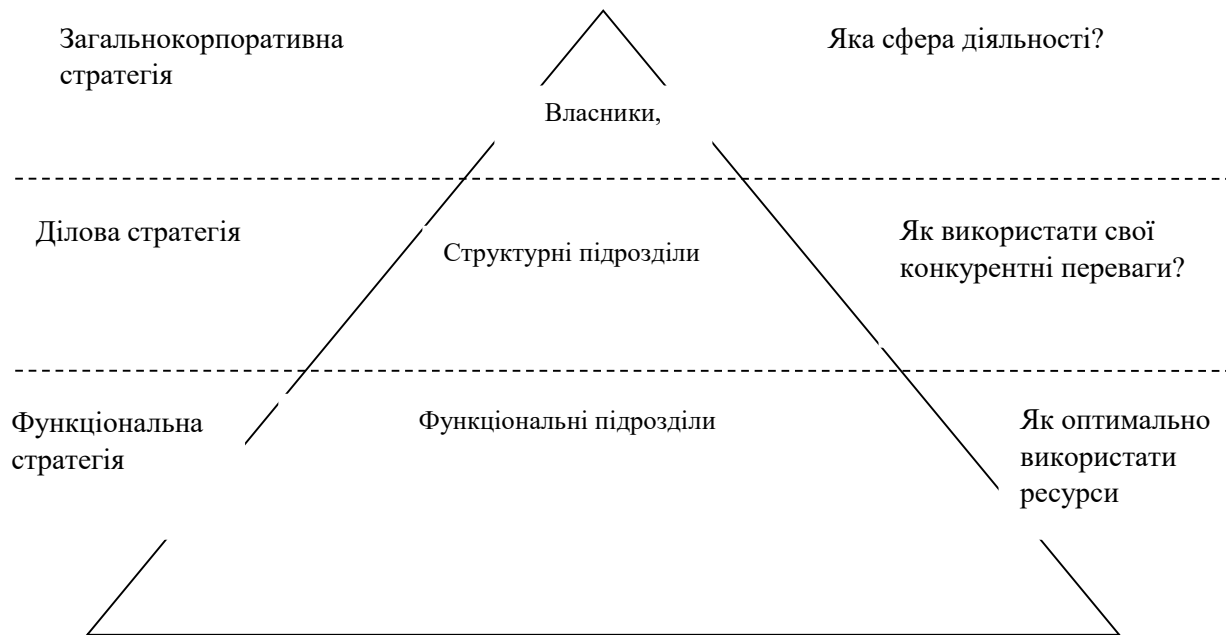 Загальнокорпоративна
стратегія
Яка сфера діяльності?
Власники,
Ділова стратегія
Структурні підрозділи
Як використати свої
конкурентні переваги?
Функціональна
стратегія
Функціональні підрозділи
Як оптимально
використати
ресурси